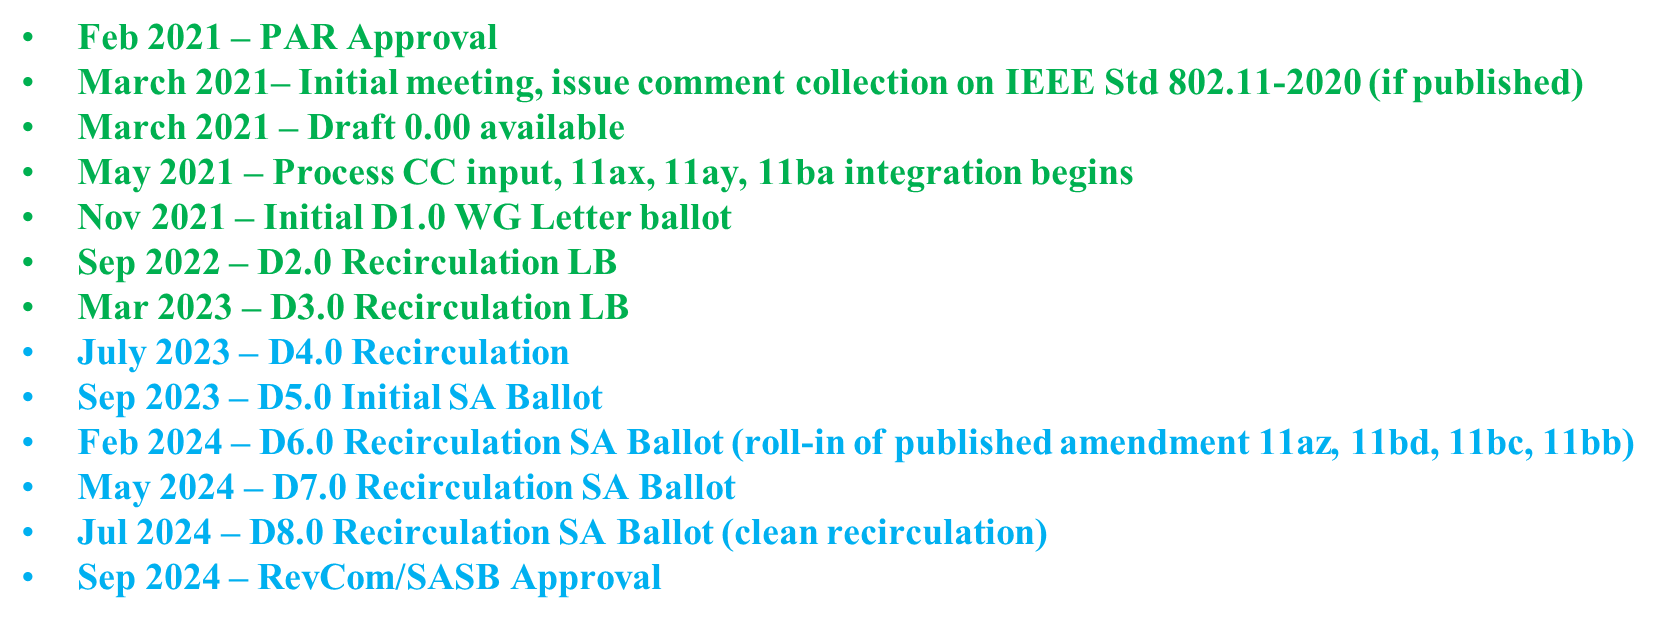 • Feb 2021 – PAR Approval
• March 2021– Initial meeting, issue comment collection on IEEE Std 802.11-2020 (if published)
• March 2021 – Draft 0.00 available
• May 2021 – Process CC input, 11ax, 11ay, 11ba integration begins
• Nov 2021 – Initial D1.0 WG Letter ballot
• Sep 2022 – D2.0 Recirculation LB
• Mar 2023 – D3.0 Recirculation LB
• July 2023 – D4.0 Recirculation
• Sep 2023 – D5.0 Initial SA Ballot
• Feb 2024 – D6.0 Recirculation SA Ballot (roll-in of published amendment 11az, 11bd, 11bc, 11bb)
• May 2024 – D7.0 Recirculation SA Ballot
• Jul 2024 – D8.0 Recirculation SA Ballot (clean recirculation)
• Sep 2024 – RevCom/SASB Approval